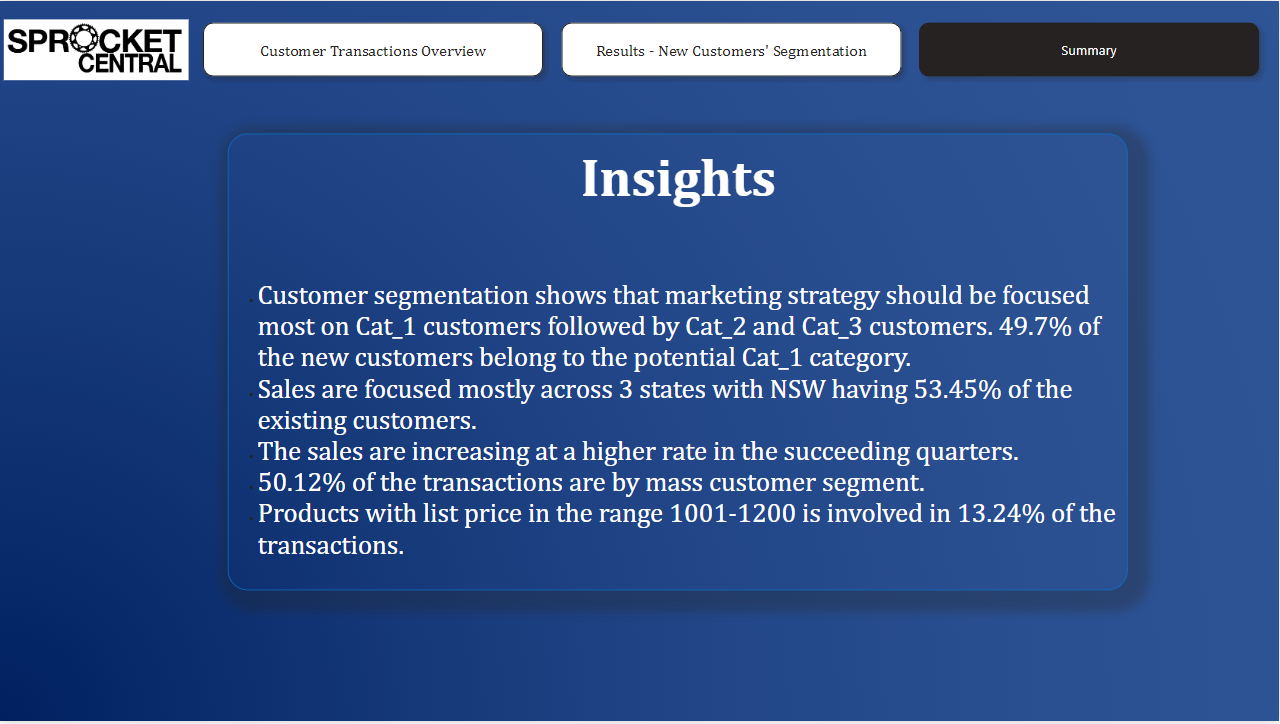 SPROCKET
CENTRAL
Customer Transactions Overview
Results - New Customers' Segmentation
Summary
Insights
Customer segmentation shows that marketing strategy should be focused
most on Cat_1 customers followed by Cat_2 and Cat_3 customers. 49.7% of
the new customers belong to the potential Cat_1 category.
Sales are focused mostly across 3 states with NSW having 53.45% of the
existing customers.
The sales are increasing at a higher rate in the succeeding quarters.
50.12% of the transactions are by mass customer segment.
Products with list price in the range 1001-1200 is involved in 13.24% of the
transactions.